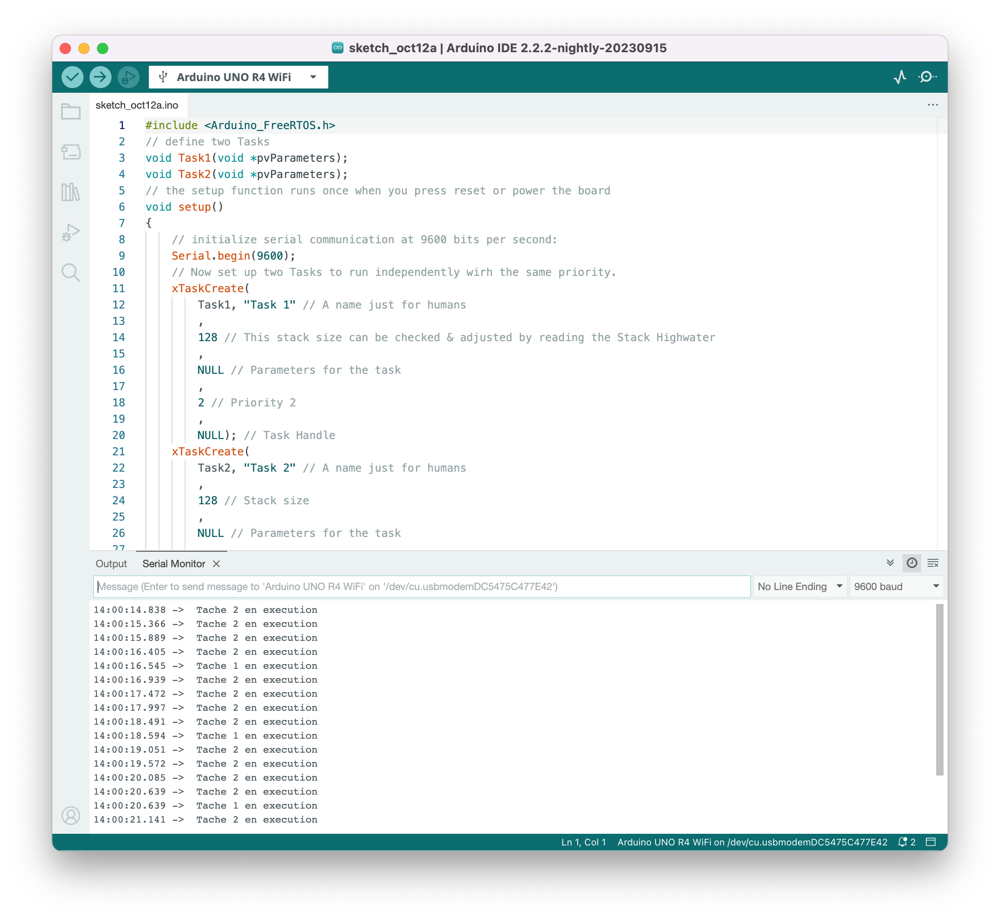 sketch_oct12a | Arduino IDE 2.2.2-nightly-20230915
Arduino UNO R4 WiFi
sketch_oct12a.ino
1 #include <Arduino_FreeRTOS.h>
2 // define two Tasks
3 void Task1(void *pvParameters);
4 void Task2(void *pvParameters);
5 // the setup function runs once when you press reset or power the board
6 void setup()
7 {
8 // initialize serial communication at 9600 bits per second:
9 Serial.begin(9600);
10 // Now set up two Tasks to run independently wirh the same priority.
11 xTaskCreate(
12 Task1, "Task 1" // A name just for humans
13 ,
14 128 // This stack size can be checked & adjusted by reading the Stack Highwater
15 ,
16 NULL // Parameters for the task
17 ,
18 2 // Priority 2
19 ,
20 NULL); // Task Handle
21 xTaskCreate(
22 Task2, "Task 2" // A name just for humans
23 ,
24 128 // Stack size
25 ,
26 NULL // Parameters for the task
27
Output Serial Monitor
Message (Enter to send message to 'Arduino UNO R4 WiFi' on '/dev/cu.usbmodemDC5475C477E42') No Line Ending 9600 baud
14:00:14.838 -> Tache 2 en execution
14:00:15.366 -> Tache 2 en execution
14:00:15.889 -> Tache 2 en execution
14:00:16.405 -> Tache 2 en execution
14:00:16.545 -> Tache 1 en execution
14:00:16.939 -> Tache 2 en execution
14:00:17.472 -> Tache 2 en execution
14:00:17.997 -> Tache 2 en execution
14:00:18.491 -> Tache 2 en execution
14:00:18.594 -> Tache 1 en execution
14:00:19.051 -> Tache 2 en execution
14:00:19.572 -> Tache 2 en execution
14:00:20.085 -> Tache 2 en execution
14:00:20.639 -> Tache 2 en execution
14:00:20.639 -> Tache 1 en execution
14:00:21.141 -> Tache 2 en execution
Ln 1, Col 1 Arduino UNO R4 WiFi on /dev/cu.usbmodemDC5475C477E42 2